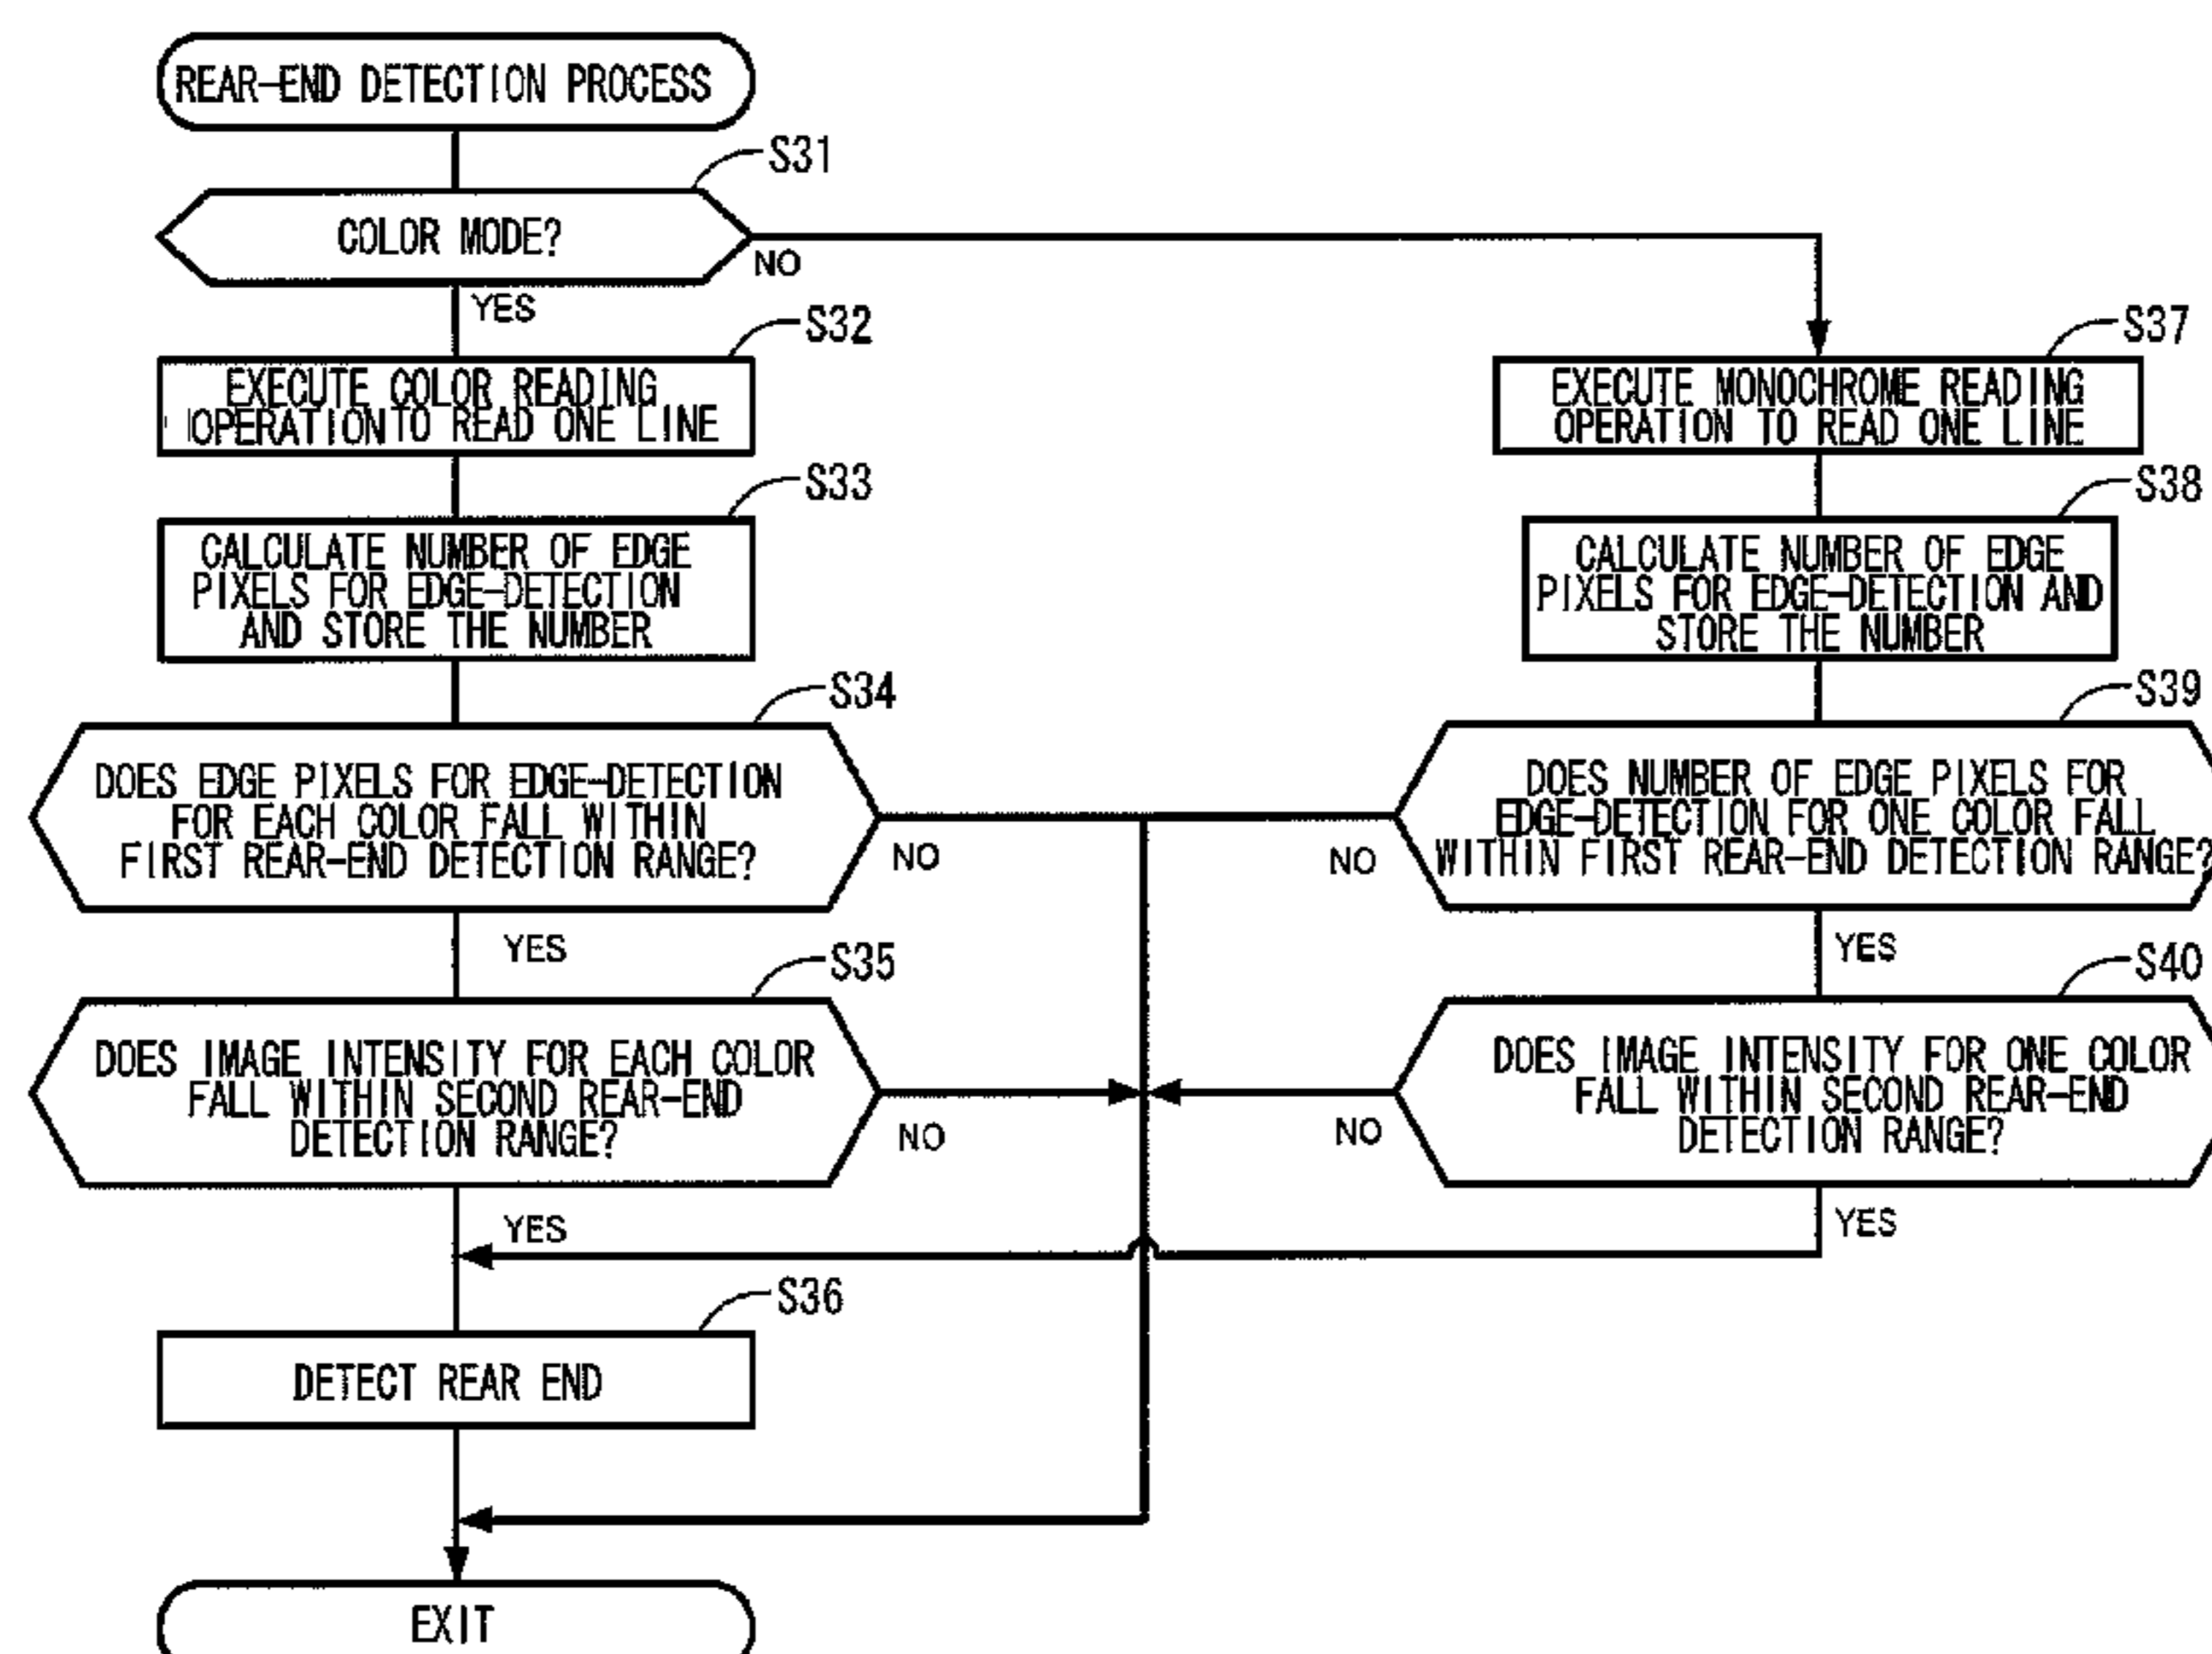 REAR-END DETECTION PROCESS
S31
COLOR MODE?
NO
YES
S32
EXECUTE COLOR READING
OPERATION TO READ ONE LINE
S33
CALCULATE NUMBER OF EDGE
PIXELS FOR EDGE-DETECTION
AND STORE THE NUMBER
S34
DOES EDGE PIXELS FOR EDGE-DETECTION
FOR EACH COLOR FALL WITHIN
FIRST REAR-END DETECTION RANGE?
NO
YES
S35
DOES IMAGE INTENSITY FOR EACH COLOR
FALL WITHIN SECOND REAR-END
DETECTION RANGE?
NO
YES
S36
DETECT REAR END
EXIT
S37
EXECUTE MONOCHROME READING
OPERATION TO READ ONE LINE
S38
CALCULATE NUMBER OF EDGE
PIXELS FOR EDGE-DETECTION AND
STORE THE NUMBER
S39
DOES NUMBER OF EDGE PIXELS FOR
EDGE-DETECTION FOR ONE COLOR FALL
WITHIN FIRST REAR-END DETECTION RANGE?
NO
YES
S40
DOES IMAGE INTENSITY FOR ONE COLOR
FALL WITHIN SECOND REAR-END
DETECTION RANGE?
NO
YES